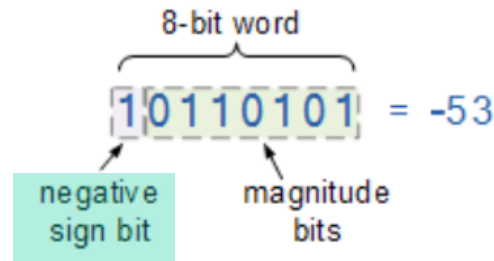 8-bit word
10110101 = -53
negative
sign bit
magnitude
bits